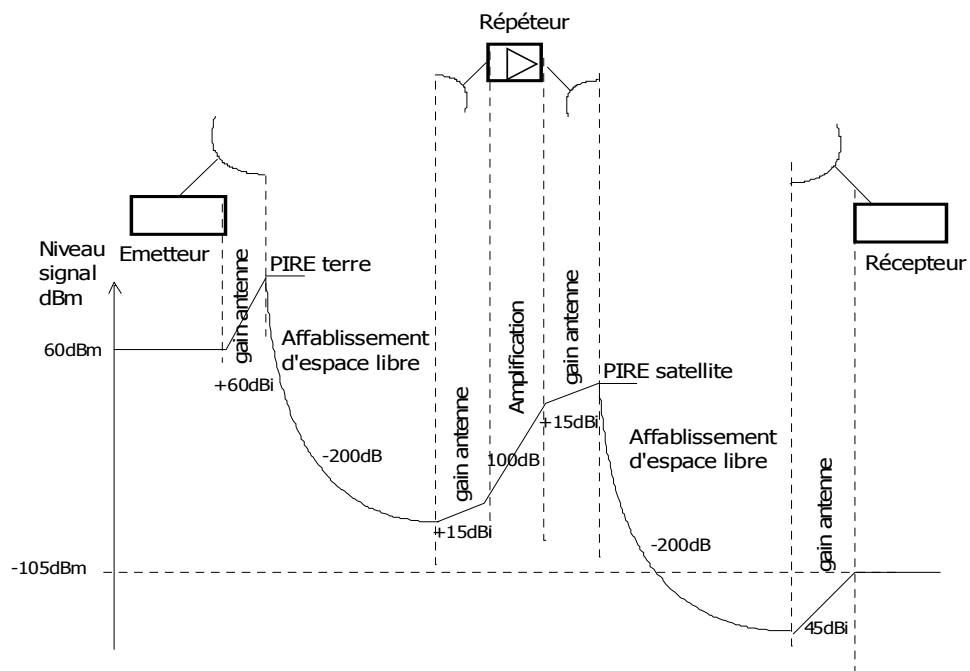 Répéteur
Emetteur
Récepteur
Niveau
signal
dBm
PIRE terre
gain antenne
60dBm
+60dBi
Affablissement
d'espace libre
-200dB
gain antenne
+15dBi
Amplification
100dB
gain antenne
+15dBi
PIRE satellite
Affablissement
d'espace libre
-200dB
gain antenne
45dBi
-105dBm